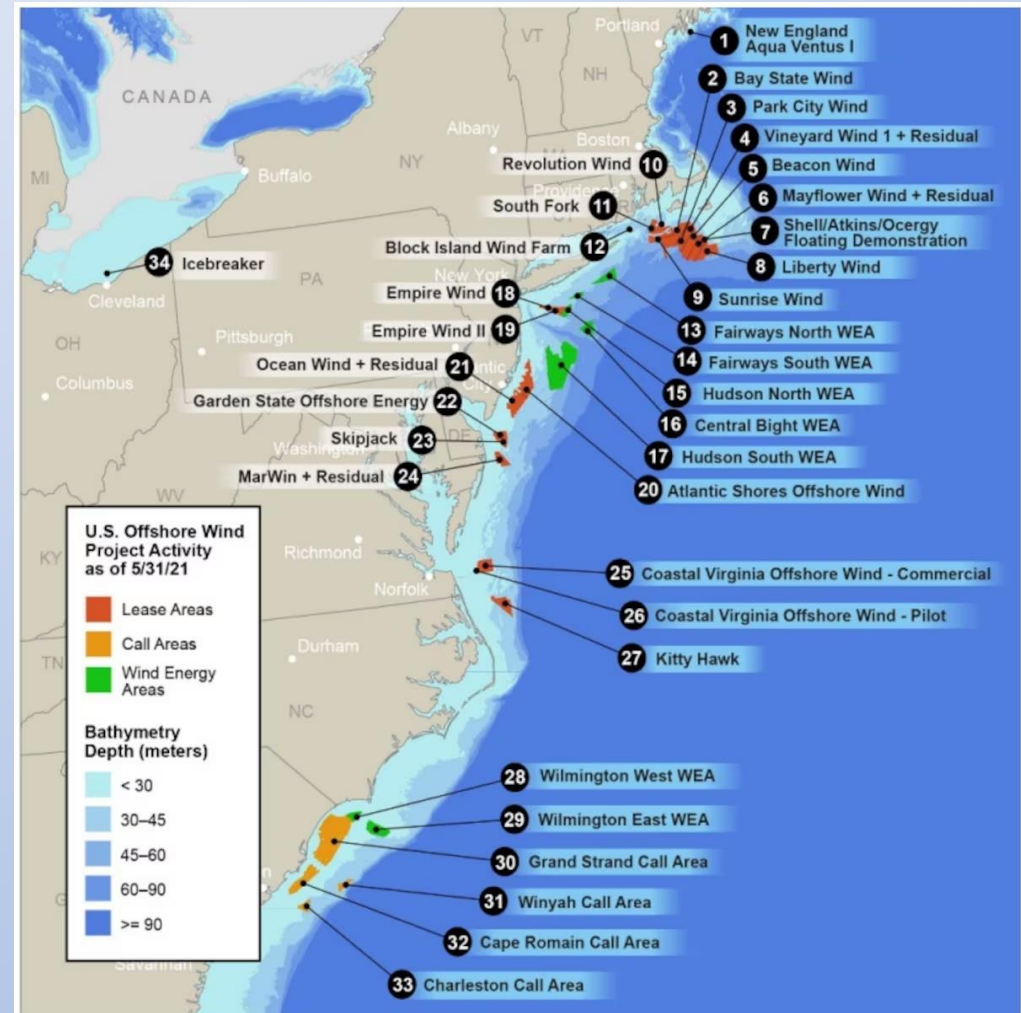 Portland
VT
NH
CANADA
Albany
Boston
NY
MI
Buffalo
Providence
CT
RI
PA
New York
Cleveland
OH
Pittsburgh
Columbus
DE
Washington
WV
KY
Richmond
Norfolk
TN
Durham
NC
Savannah
1 New England
Aqua Ventus I
2 Bay State Wind
3 Park City Wind
4 Vineyard Wind 1 + Residual
5 Beacon Wind
6 Mayflower Wind + Residual
7 Shell/Atkins/Ocergy
Floating Demonstration
8 Liberty Wind
9 Sunrise Wind
Revolution Wind 10
South Fork 11
Block Island Wind Farm 12
13 Fairways North WEA
14 Fairways South WEA
15 Hudson North WEA
16 Central Bight WEA
17 Hudson South WEA
Empire Wind 18
Empire Wind II 19
20 Atlantic Shores Offshore Wind
Ocean Wind + Residual 21
Garden State Offshore Energy 22
Skipjack 23
MarWin + Residual 24
25 Coastal Virginia Offshore Wind - Commercial
26 Coastal Virginia Offshore Wind - Pilot
27 Kitty Hawk
28 Wilmington West WEA
29 Wilmington East WEA
30 Grand Strand Call Area
31 Winyah Call Area
32 Cape Romain Call Area
33 Charleston Call Area
34 Icebreaker
U.S. Offshore Wind
Project Activity
as of 5/31/21
Lease Areas
Call Areas
Wind Energy
Areas
Bathymetry
Depth (meters)
< 30
30–45
45–60
60–90
>= 90